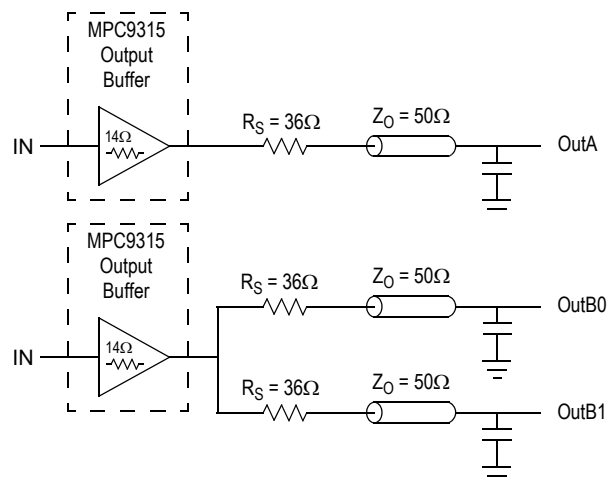 MPC9315
Output
Buffer
14Ω
IN
R_S = 36Ω
Z_O = 50Ω
OutA
MPC9315
Output
Buffer
14Ω
IN
R_S = 36Ω
Z_O = 50Ω
OutB0
R_S = 36Ω
Z_O = 50Ω
OutB1